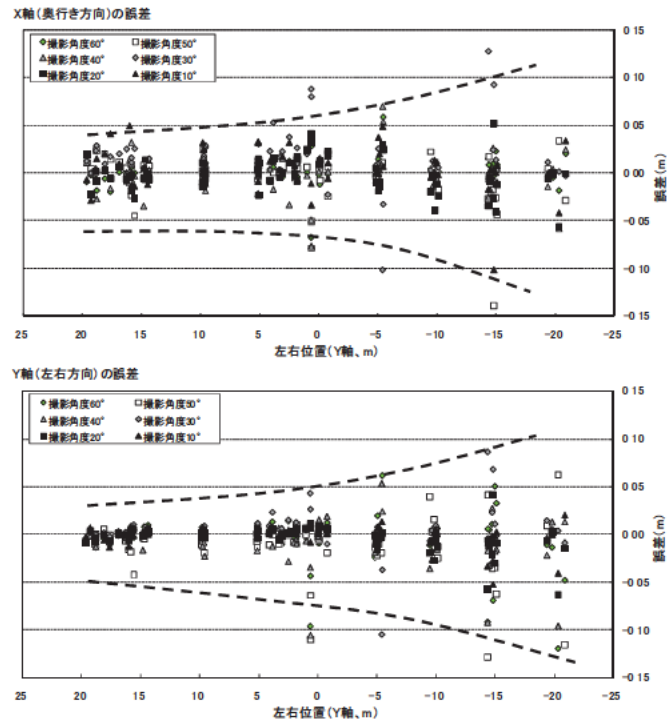 X軸(奥行き方向)の誤差
撮影角度60° 撮影角度50°
撮影角度40° 撮影角度30°
撮影角度20° 撮影角度10°
0 15
0 10
0 05
0 00
-0 05
-0 10
-0 15
誤差(m)
25 20 15 10 5 0 -5 -10 -15 -20 -25
左右位置(Y軸、m)
Y軸(左右方向)の誤差
撮影角度60° 撮影角度50°
撮影角度40° 撮影角度30°
撮影角度20° 撮影角度10°
0 15
0 10
0 05
0 00
-0 05
-0 10
-0 15
誤差(m)
25 20 15 10 5 0 -5 -10 -15 -20 -25
左右位置(Y軸、m)